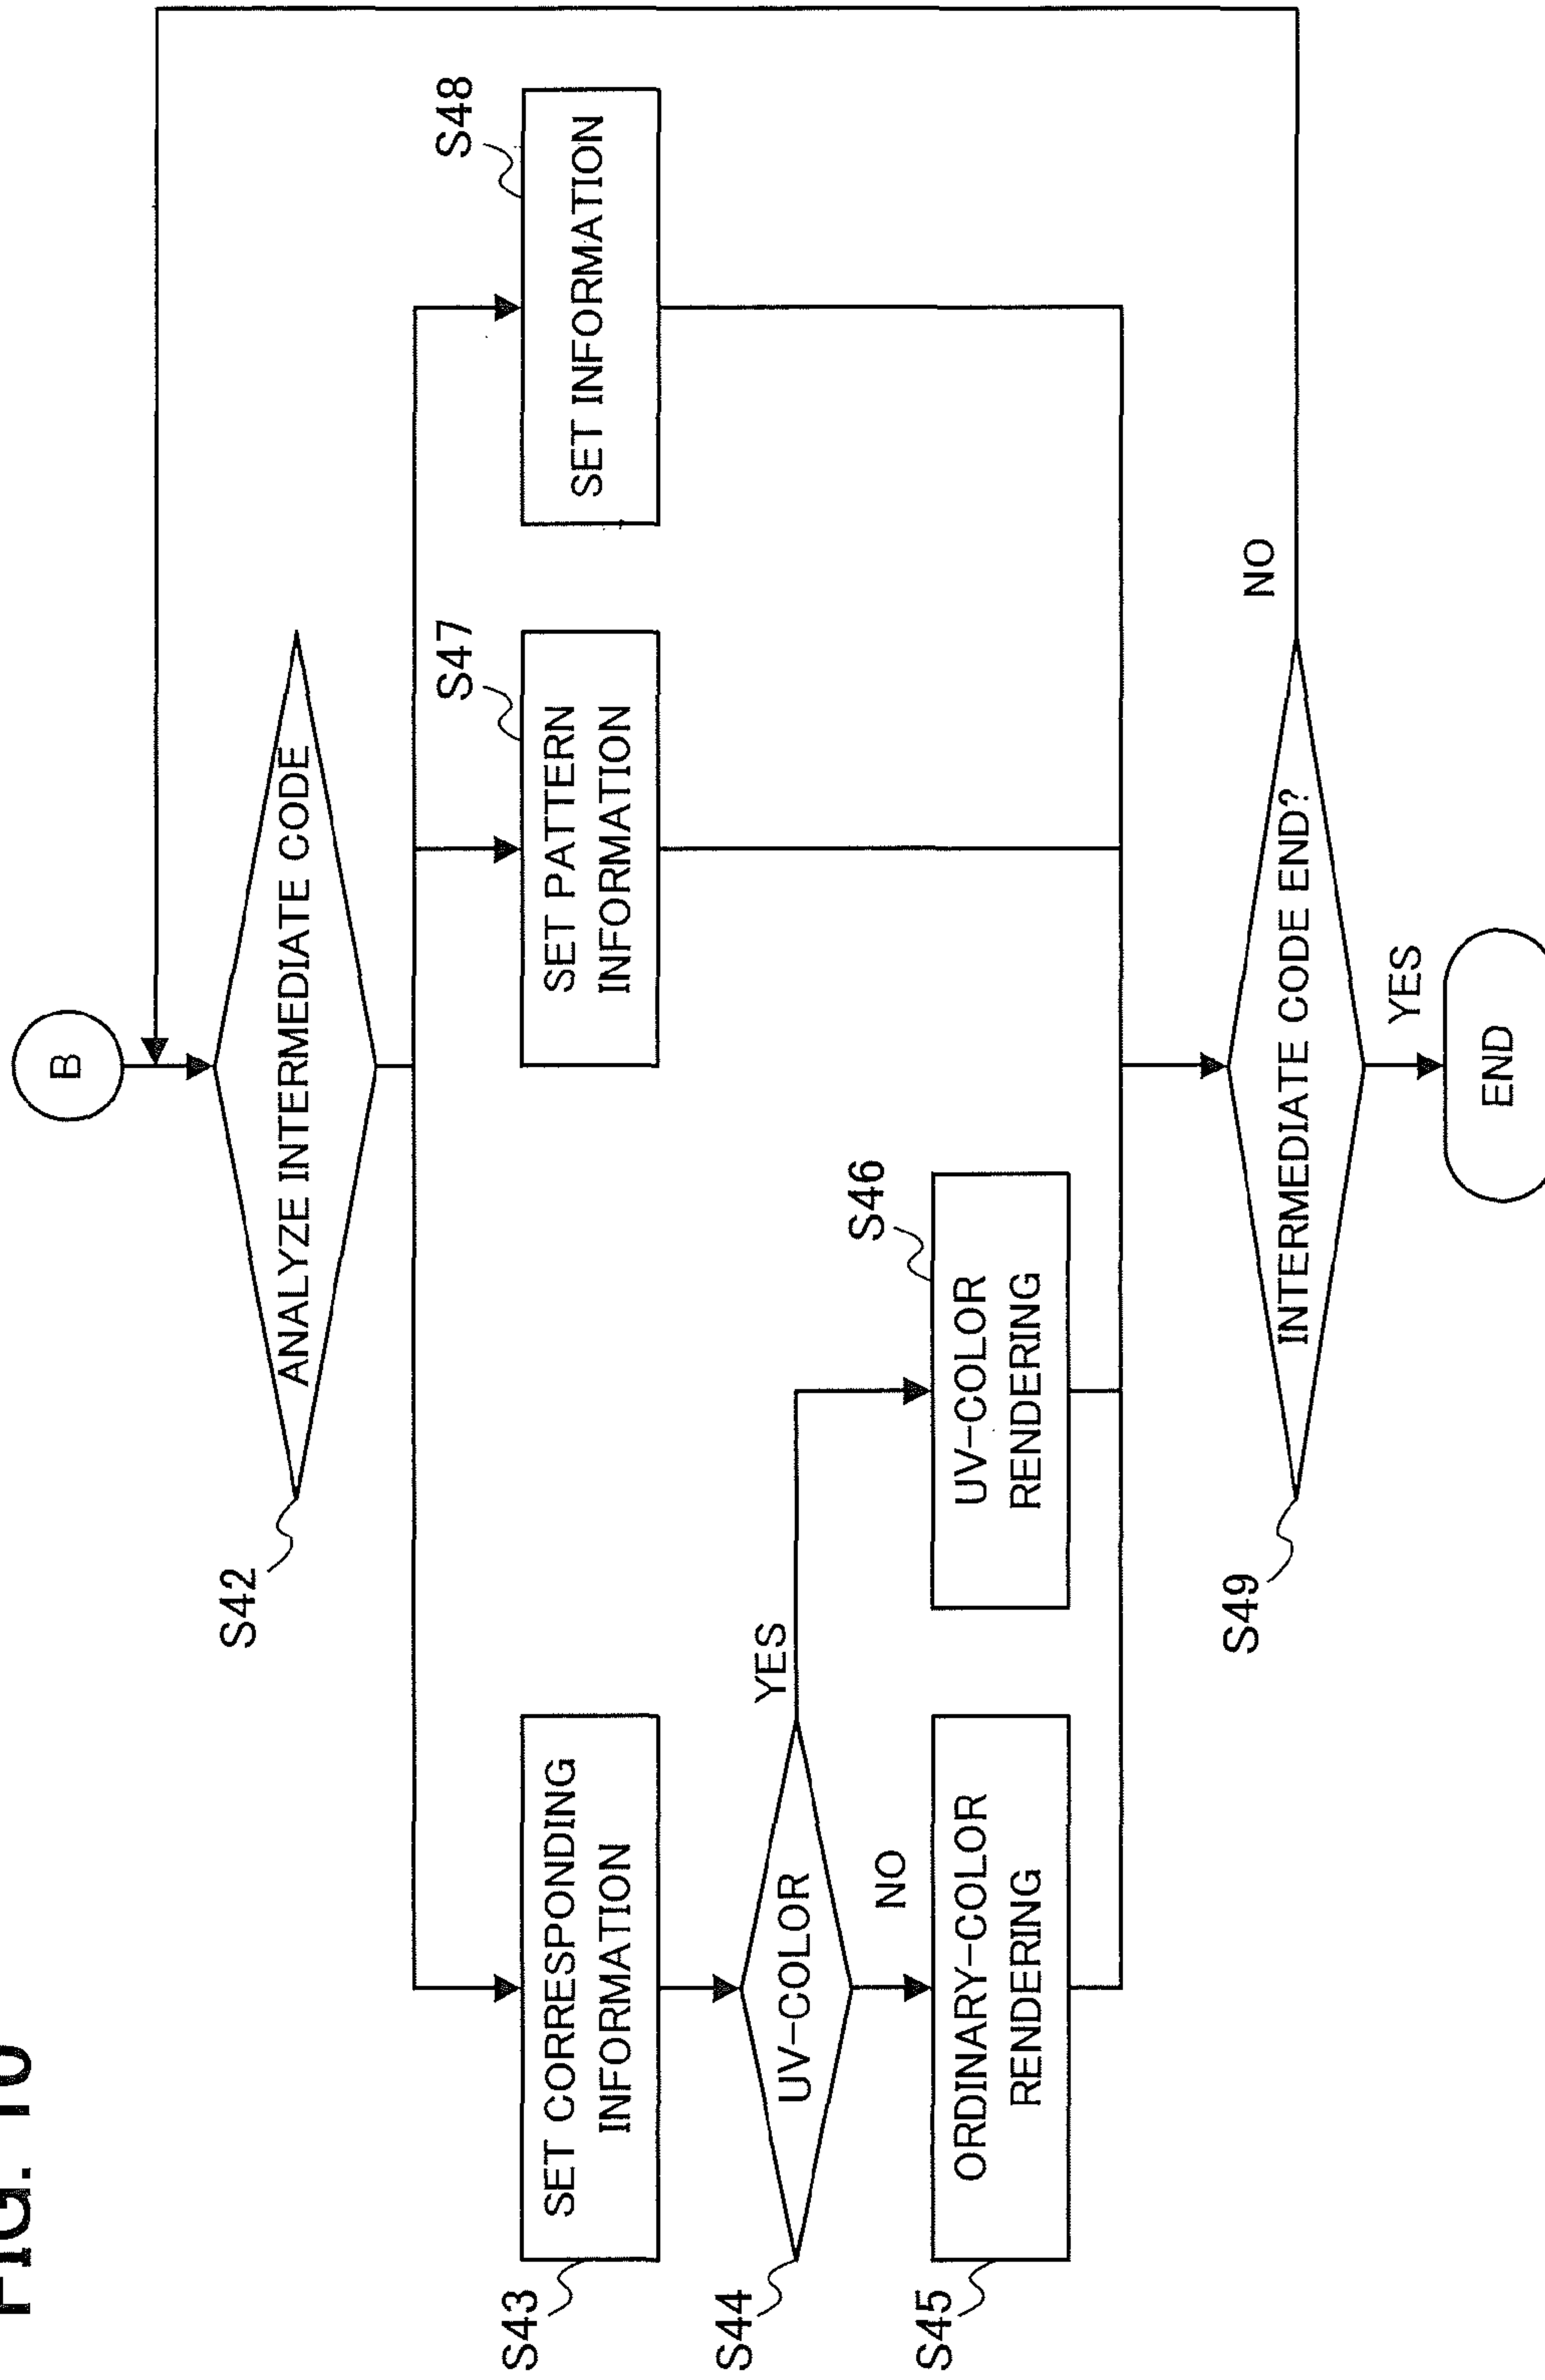 FIG. 10
B
S42
ANALYZE INTERMEDIATE CODE
S43
SET CORRESPONDING
INFORMATION
S47
SET PATTERN
INFORMATION
S48
SET INFORMATION
S44
UV-COLOR
YES
NO
S45
ORDINARY-COLOR
RENDERING
S46
UV-COLOR
RENDERING
S49
INTERMEDIATE CODE END?
NO
YES
END